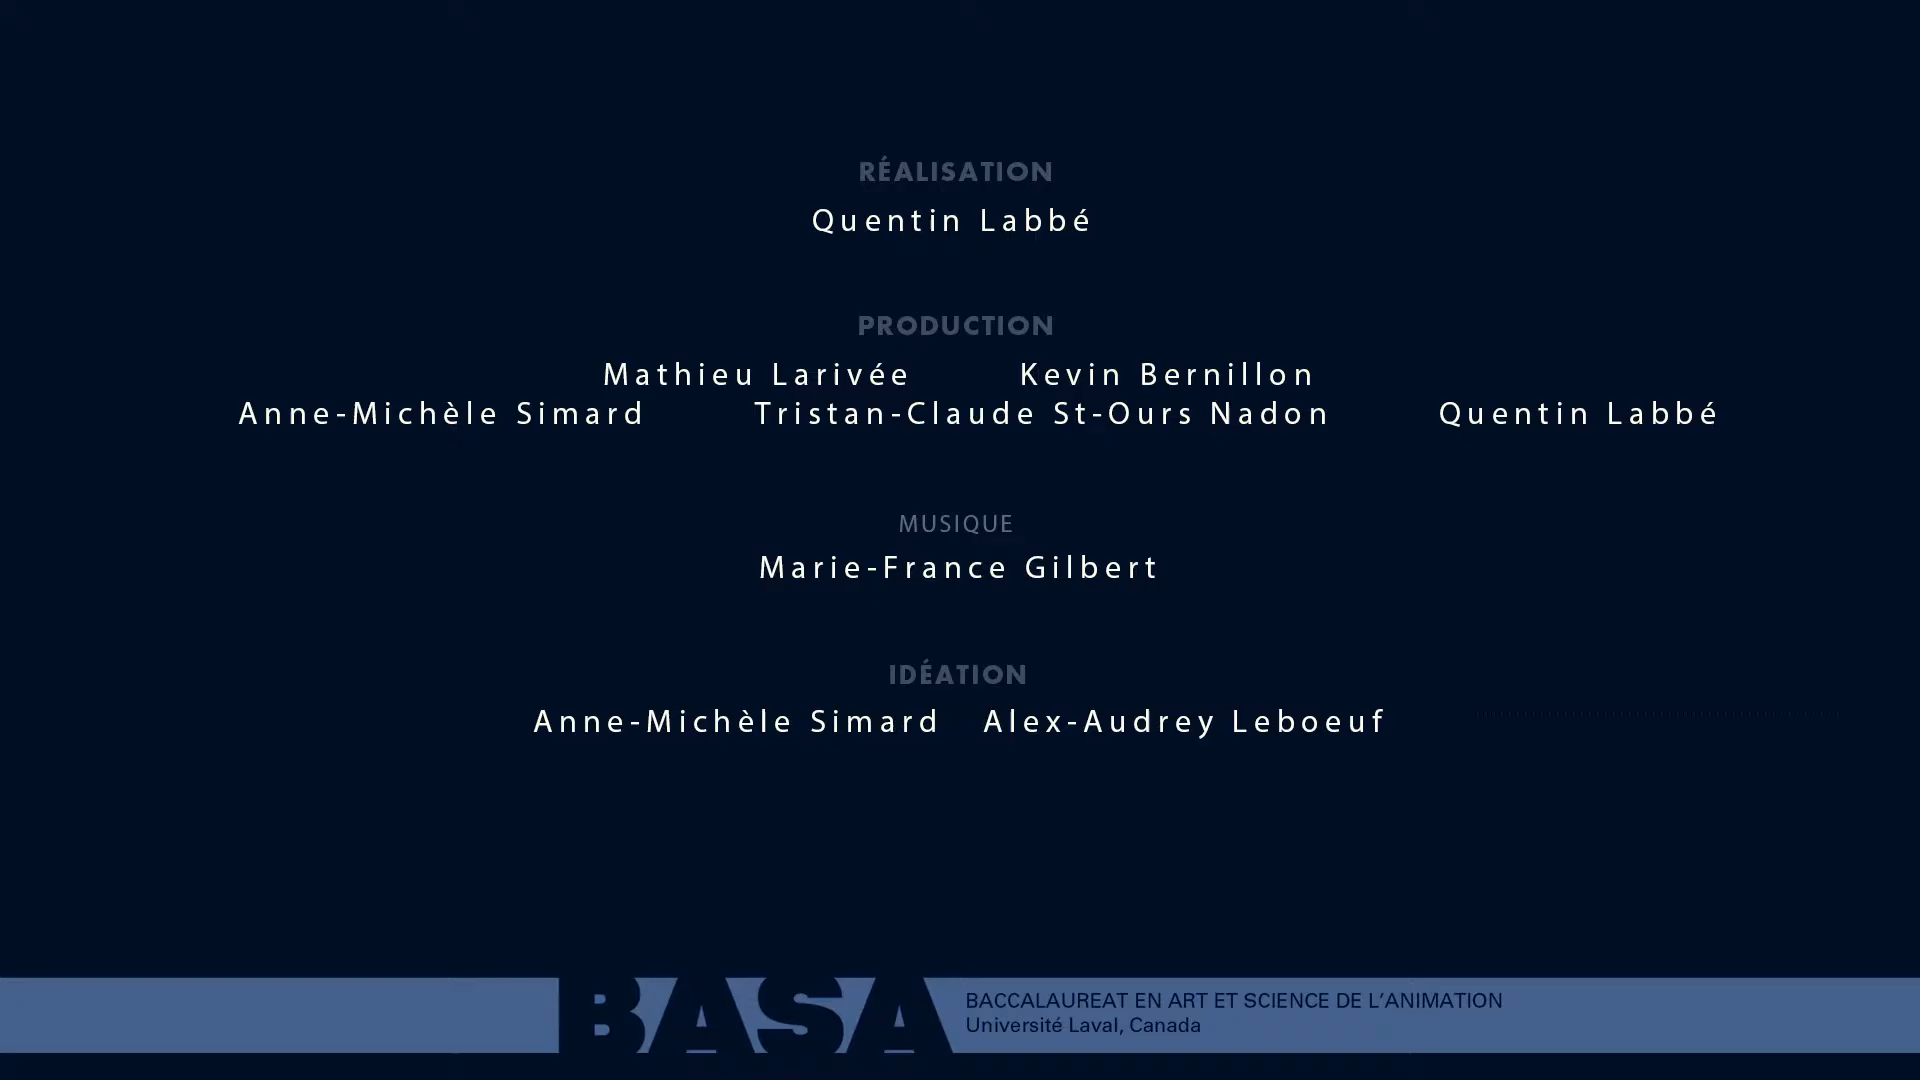 RÉALISATION
Quentin Labbé
PRODUCTION
Mathieu Larivée Kevin Bernillon
Anne-Michèle Simard Tristan-Claude St-Ours Nadon Quentin Labbé
MUSIQUE
Marie-France Gilbert
IDÉATION
Anne-Michèle Simard Alex-Audrey Leboeuf
BASA
BACCALAUREAT EN ART ET SCIENCE DE L'ANIMATION
Université Laval, Canada